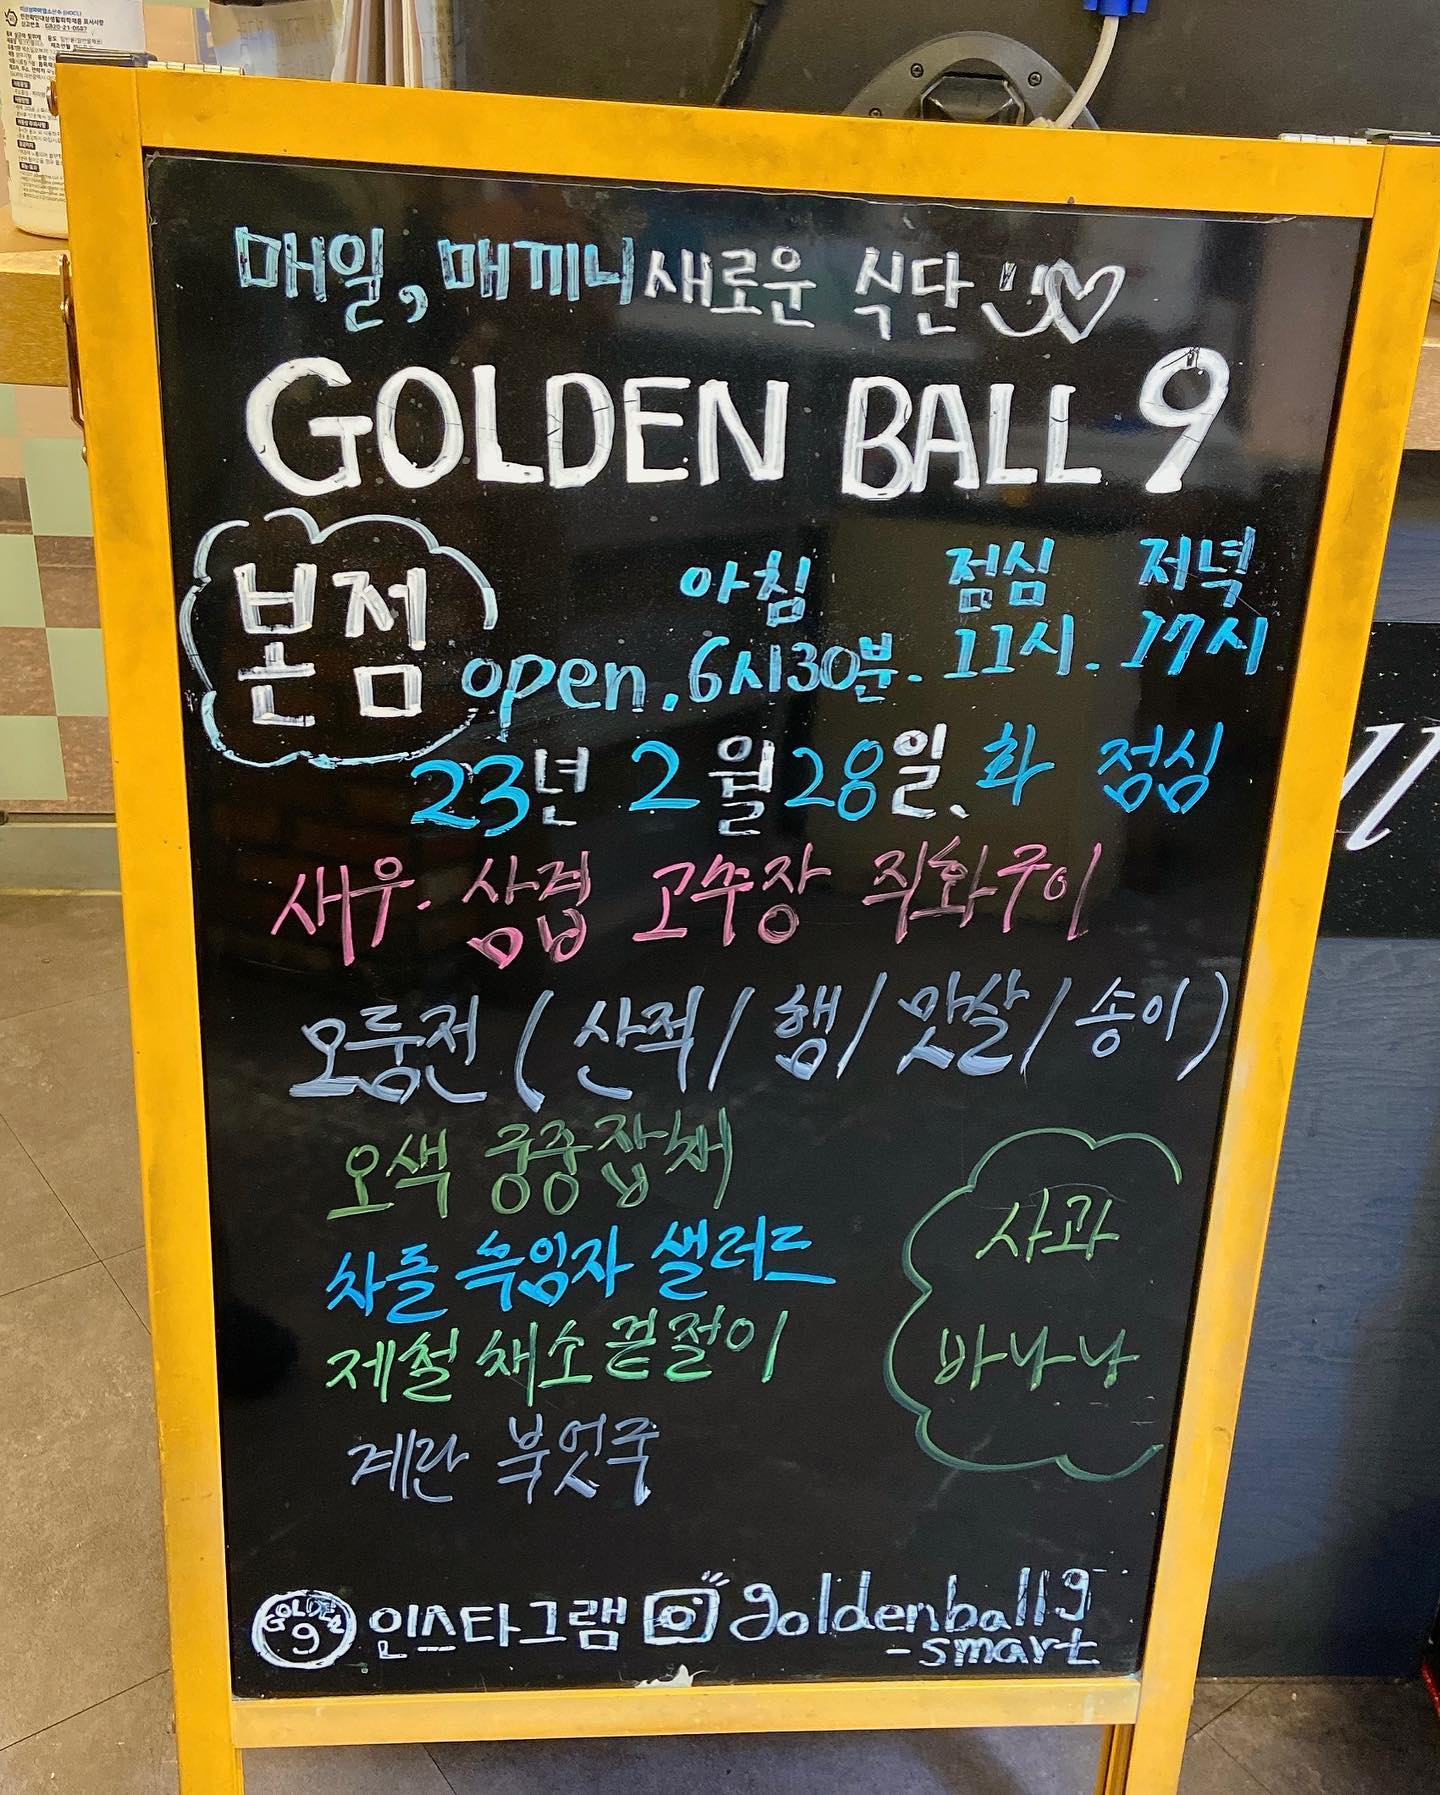 매일, 매끼니 새로운 식단
GOLDEN BALL 9
본점
아침 점심 저녁
open. 6시30분. 11시. 17시
23년 2월 28일. 화 점심
새우. 삼겹 고추장 직화구이
모듬전 ( 산적 / 햄 / 맛살 / 송이 )
오색 궁중잡채
차돌 흑임자 샐러드
제철 채소겉절이
계란 북엇국
사과
바나나
GOLDEN 9
인스타그램 goldenball9
-smart